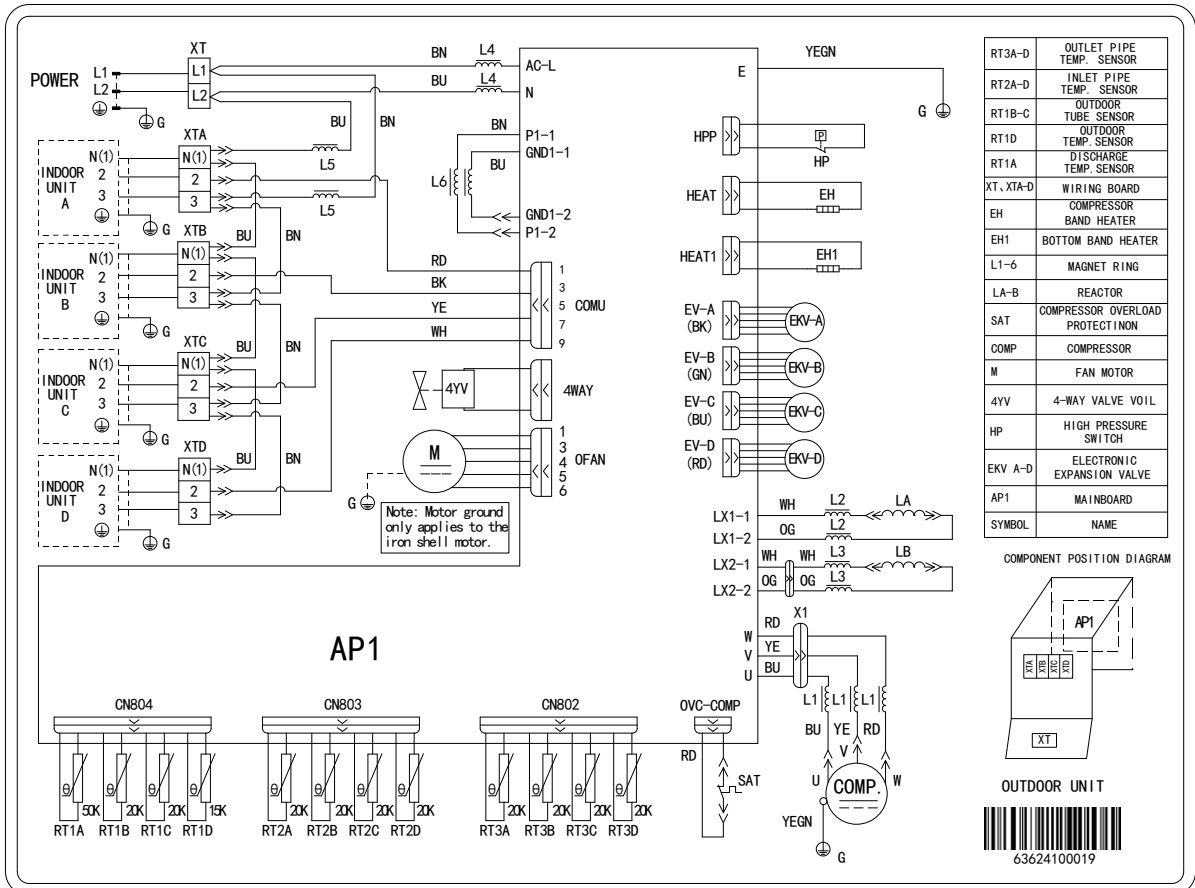 POWER
L1
L2
G
XT
L1
L2
BN
L4
AC-L
BU
L4
N
BU
BN
L5
L5
BN
P1-1
GND1-1
BU
L6
GND1-2
P1-2
INDOOR
UNIT
A
N(1)
2
3
G
XTA
N(1)
2
3
BU
BN
INDOOR
UNIT
B
N(1)
2
3
G
XTB
N(1)
2
3
BU
BN
INDOOR
UNIT
C
N(1)
2
3
G
XTC
N(1)
2
3
BU
BN
INDOOR
UNIT
D
N(1)
2
3
G
XTD
N(1)
2
3
RD
BK
YE
WH
1
3
5
7
9
COMU
4YV
4WAY
M
G
1
3
4
5
6
OFAN
Note: Motor ground
only applies to the
iron shell motor.
E
YEGN
G
HPP
P
HP
HEAT
EH
HEAT1
EH1
EV-A
(BK)
EKV-A
EV-B
(GN)
EKV-B
EV-C
(BU)
EKV-C
EV-D
(RD)
EKV-D
LX1-1
WH
L2
LA
LX1-2
OG
L2
LX2-1
WH
WH
L3
LB
LX2-2
OG
OG
L3
X1
W
RD
V
YE
U
BU
L1
L1
L1
BU
YE
RD
U
V
W
COMP.
YEGN
G
AP1
CN804
θ
50K
θ
20K
θ
20K
θ
15K
RT1A
RT1B
RT1C
RT1D
CN803
θ
20K
θ
20K
θ
20K
θ
20K
RT2A
RT2B
RT2C
RT2D
CN802
θ
20K
θ
20K
θ
20K
θ
20K
RT3A
RT3B
RT3C
RT3D
OVC-COMP
RD
SAT
RT3A-D
OUTLET PIPE
TEMP. SENSOR
RT2A-D
INLET PIPE
TEMP. SENSOR
RT1B-C
OUTDOOR
TUBE SENSOR
RT1D
OUTDOOR
TEMP. SENSOR
RT1A
DISCHARGE
TEMP. SENSOR
XT、XTA-D
WIRING BOARD
EH
COMPRESSOR
BAND HEATER
EH1
BOTTOM BAND HEATER
L1-6
MAGNET RING
LA-B
REACTOR
SAT
COMPRESSOR OVERLOAD
PROTECTINON
COMP
COMPRESSOR
M
FAN MOTOR
4YV
4-WAY VALVE VOIL
HP
HIGH PRESSURE
SWITCH
EKV A-D
ELECTRONIC
EXPANSION VALVE
AP1
MAINBOARD
SYMBOL
NAME
COMPONENT POSITION DIAGRAM
AP1
XTA
XTB
XTC
XTD
XT
OUTDOOR UNIT
63624100019